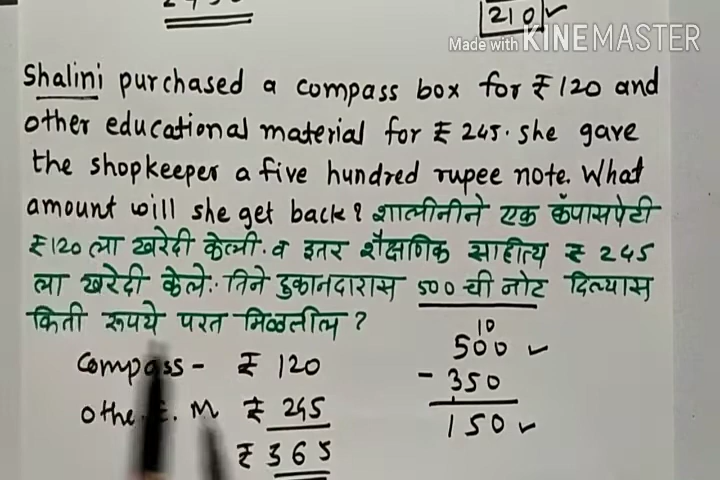 210
Made with KINEMASTER
Shalini purchased a compass box for ₹ 120 and
other educational material for ₹ 245. she gave
the shopkeeper a five hundred rupee note. What
amount will she get back? शालीनीने एक कंपासपेटी
₹ 120 ला खरेदी केली. व इतर शैक्षणिक साहित्य ₹ 245
ला खरेदी केले. तिने दुकानदारास 500 ची नोट दिल्यास
किती रुपये परत मिळतील ?
Compass - ₹ 120
Othe E. M ₹ 245
₹ 365
10
500
- 350
150